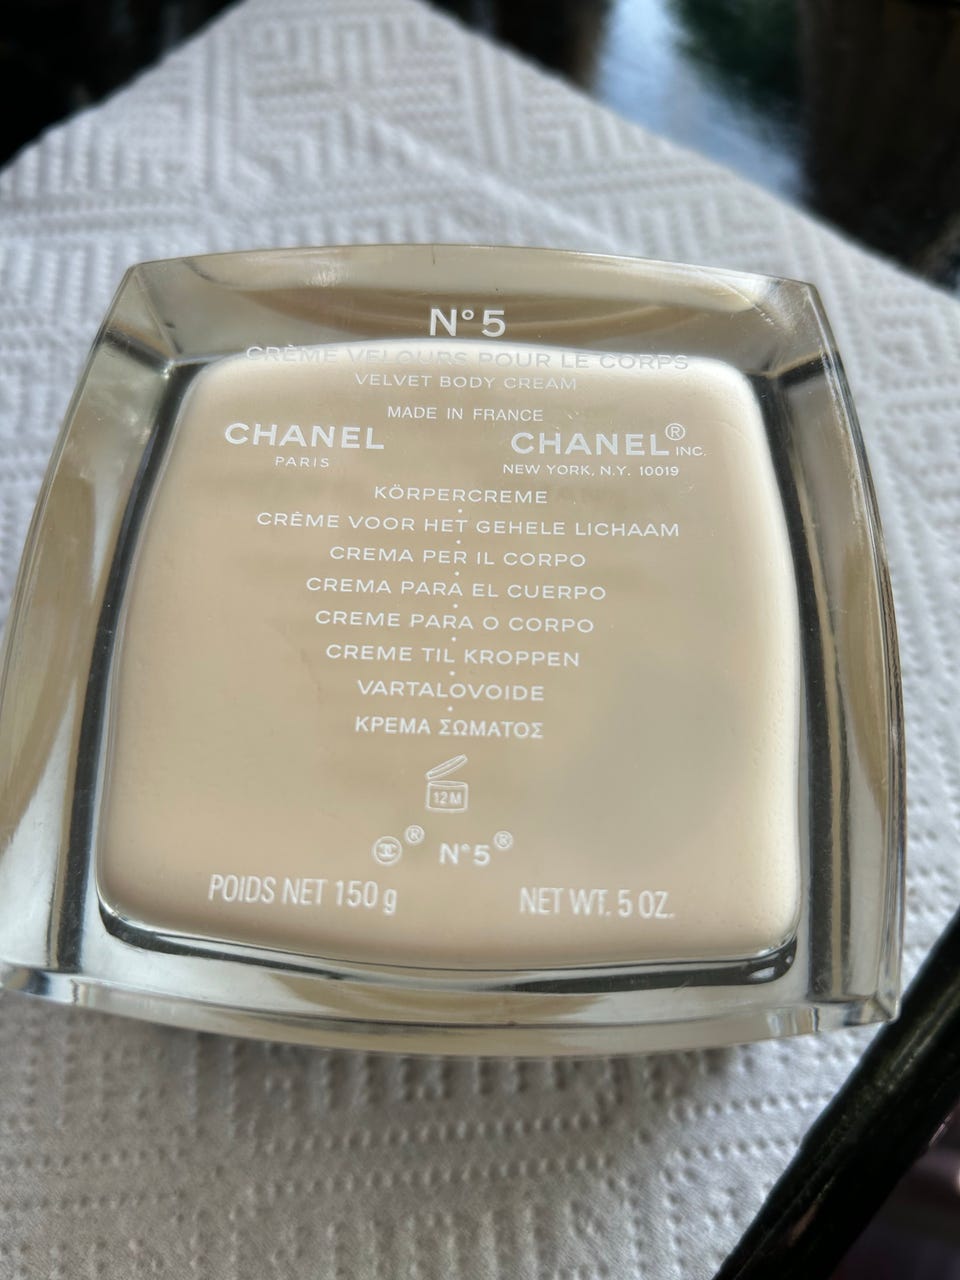 N°5
CRÈME VELOURS POUR LE CORPS
VELVET BODY CREAM
MADE IN FRANCE
CHANEL CHANEL® INC.
PARIS NEW YORK, N.Y. 10019
KÖRPERCREME
CRÈME VOOR HET GEHELE LICHAAM
CREMA PER IL CORPO
CREMA PARA EL CUERPO
CREME PARA O CORPO
CREME TIL KROPPEN
VARTALOVOIDE
ΚΡΕΜΑ ΣΩΜΑΤΟΣ
12 M
® N°5®
POIDS NET 150 g NET WT. 5 OZ.